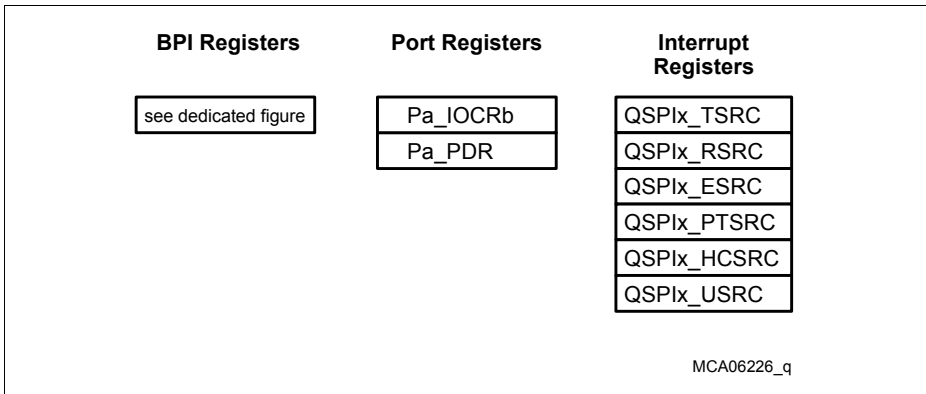 BPI Registers
Port Registers
Interrupt
Registers
see dedicated figure
Pa_IOCRb
Pa_PDR
QSPIx_TSRC
QSPIx_RSRC
QSPIx_ESRC
QSPIx_PTSRC
QSPIx_HCSRC
QSPIx_USRC
MCA06226_q